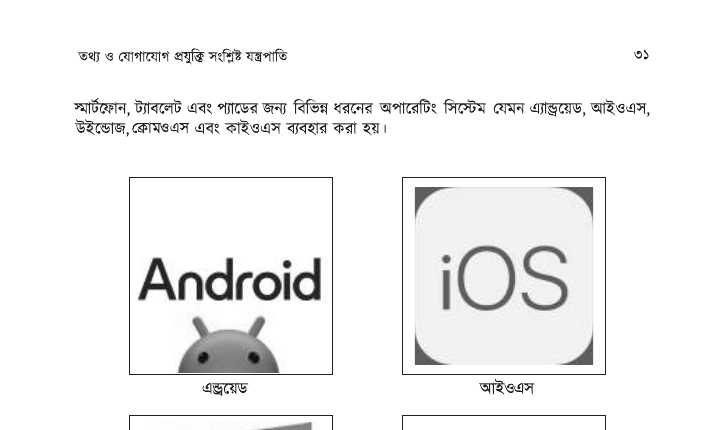 তথ্য ও যোগাযোগ প্রযুক্তি সংশ্লিষ্ট যন্ত্রপাতি ৩১
স্মার্টফোন, ট্যাবলেট এবং প্যাডের জন্য বিভিন্ন ধরনের অপারেটিং সিস্টেম যেমন এ্যান্ড্রয়েড, আইওএস,
উইন্ডোজ, ক্রোমওএস এবং কাইওএস ব্যবহার করা হয়।
Android
iOS
এন্ড্রয়েড আইওএস